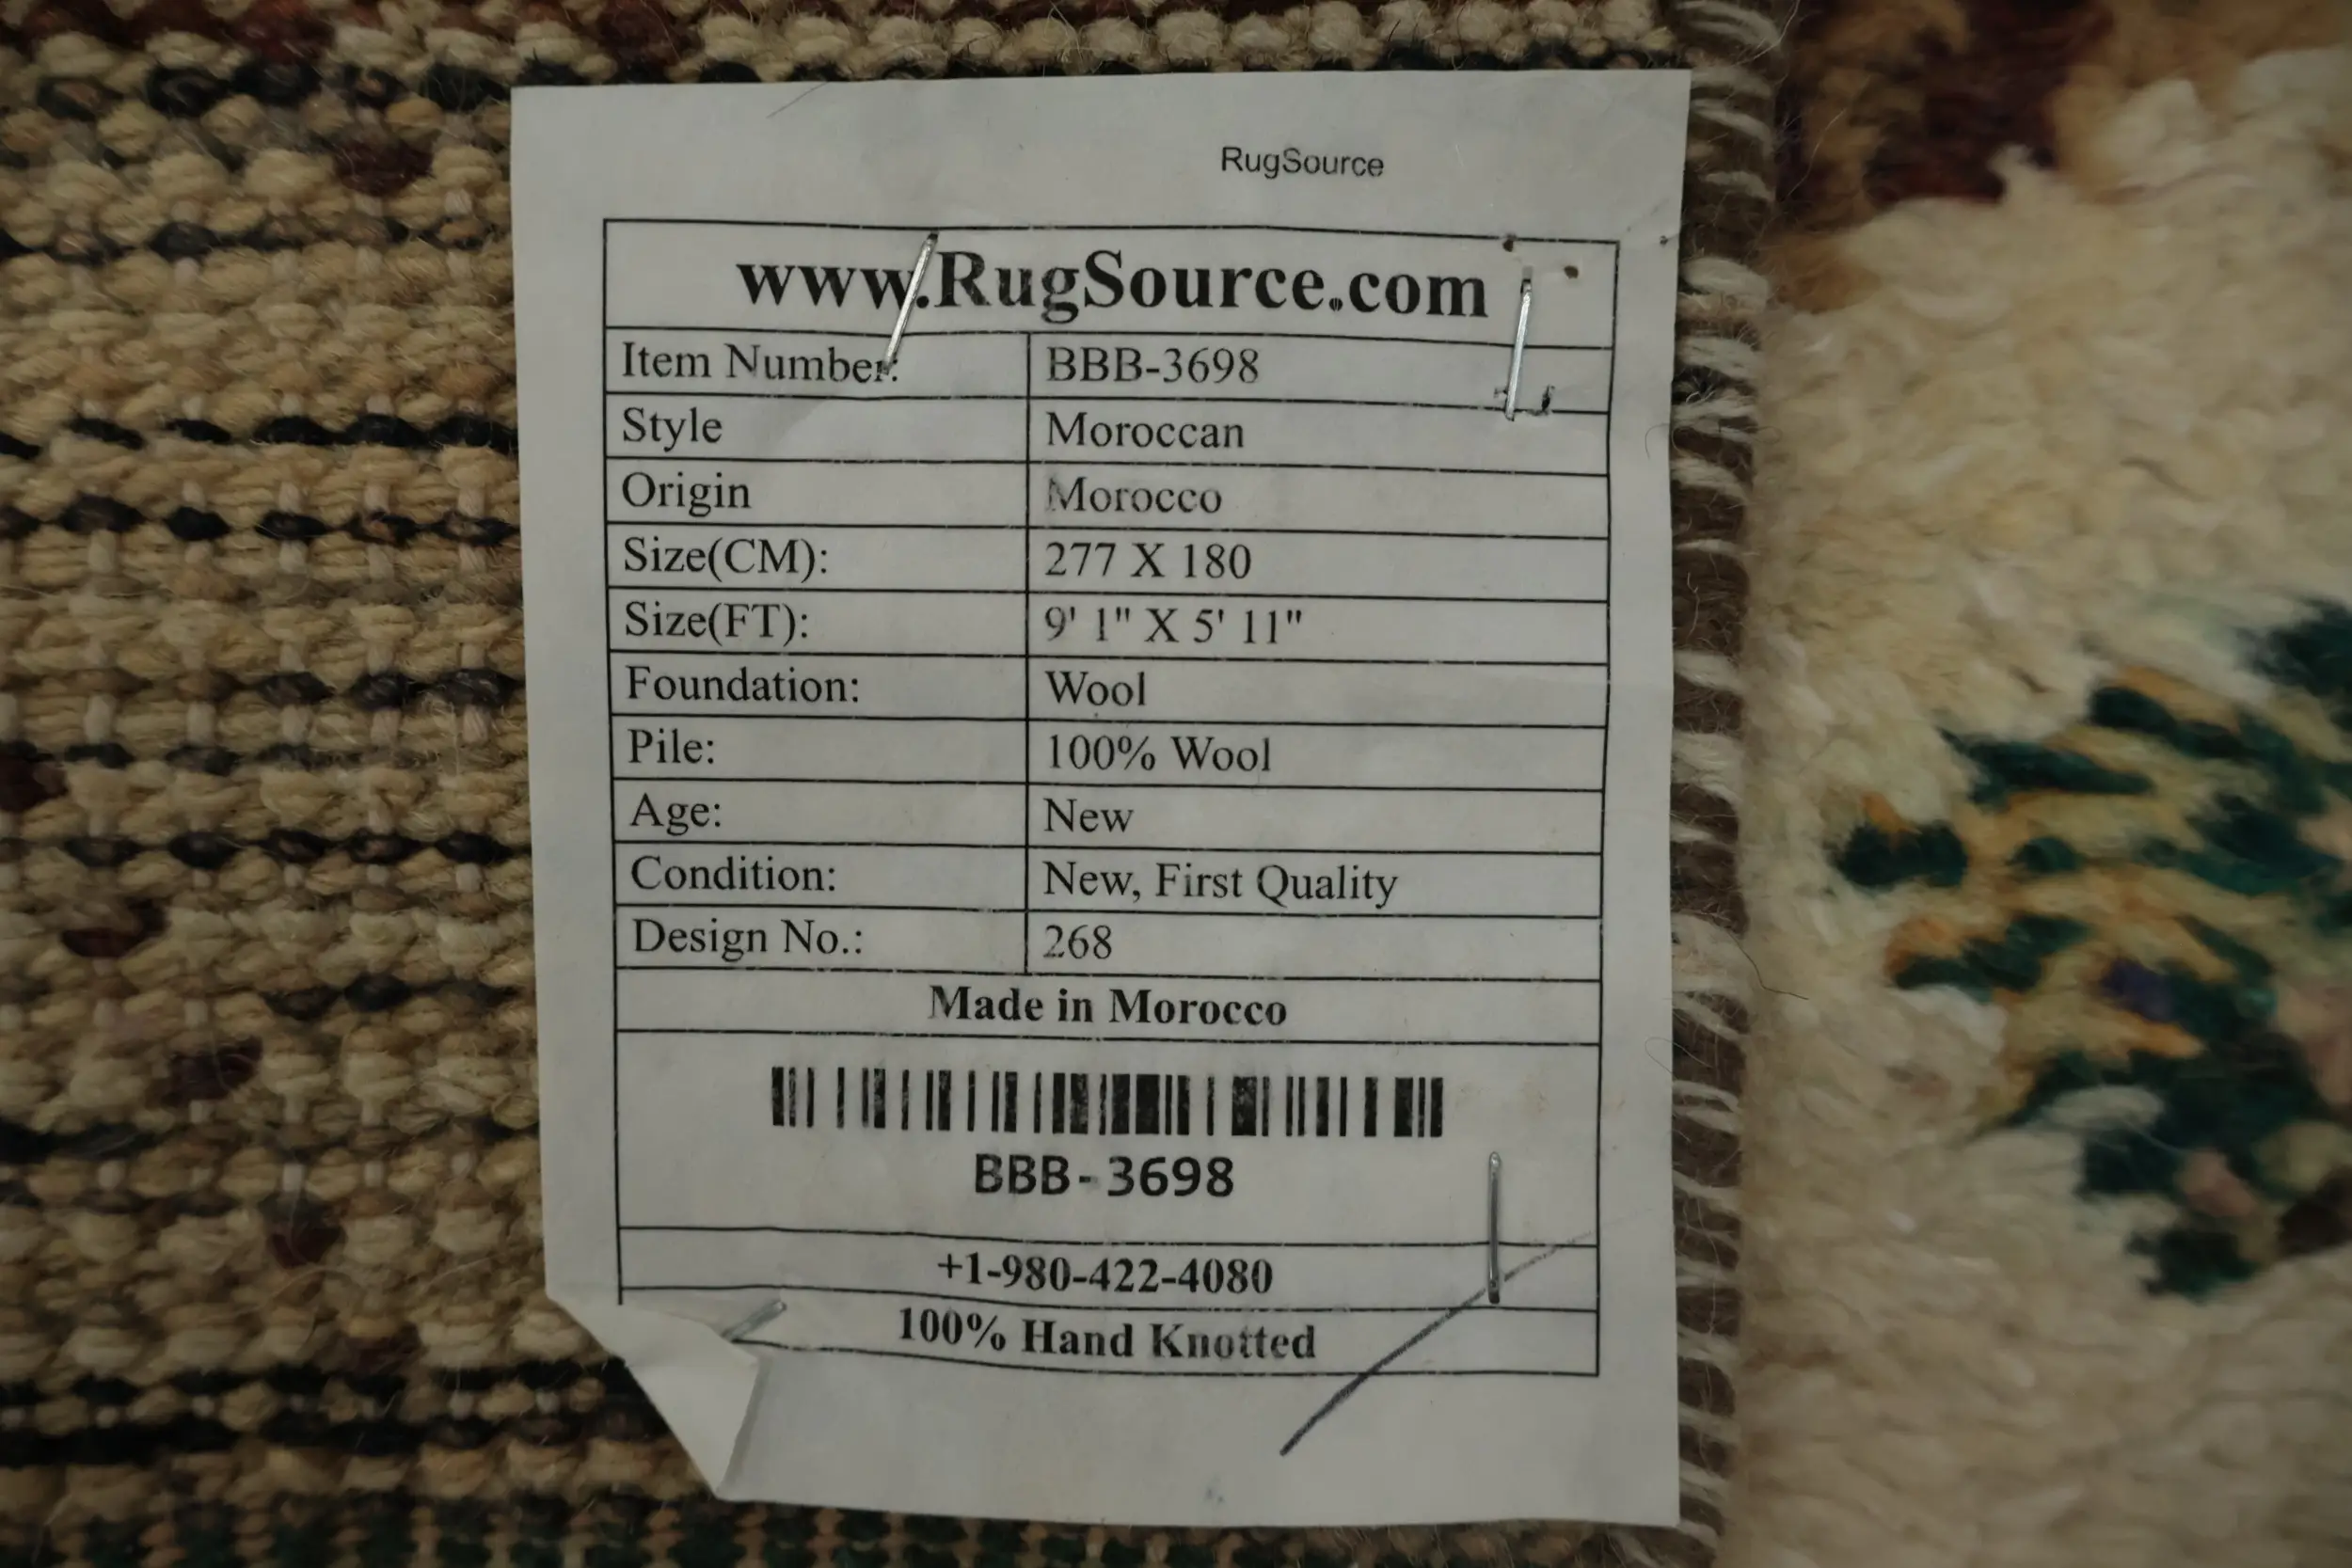 RugSource
www.RugSource.com
Item Number: BBB-3698
Style Moroccan
Origin Morocco
Size(CM): 277 X 180
Size(FT): 9' 1" X 5' 11"
Foundation: Wool
Pile: 100% Wool
Age: New
Condition: New, First Quality
Design No.: 268
Made in Morocco
BBB-3698
+1-980-422-4080
100% Hand Knotted